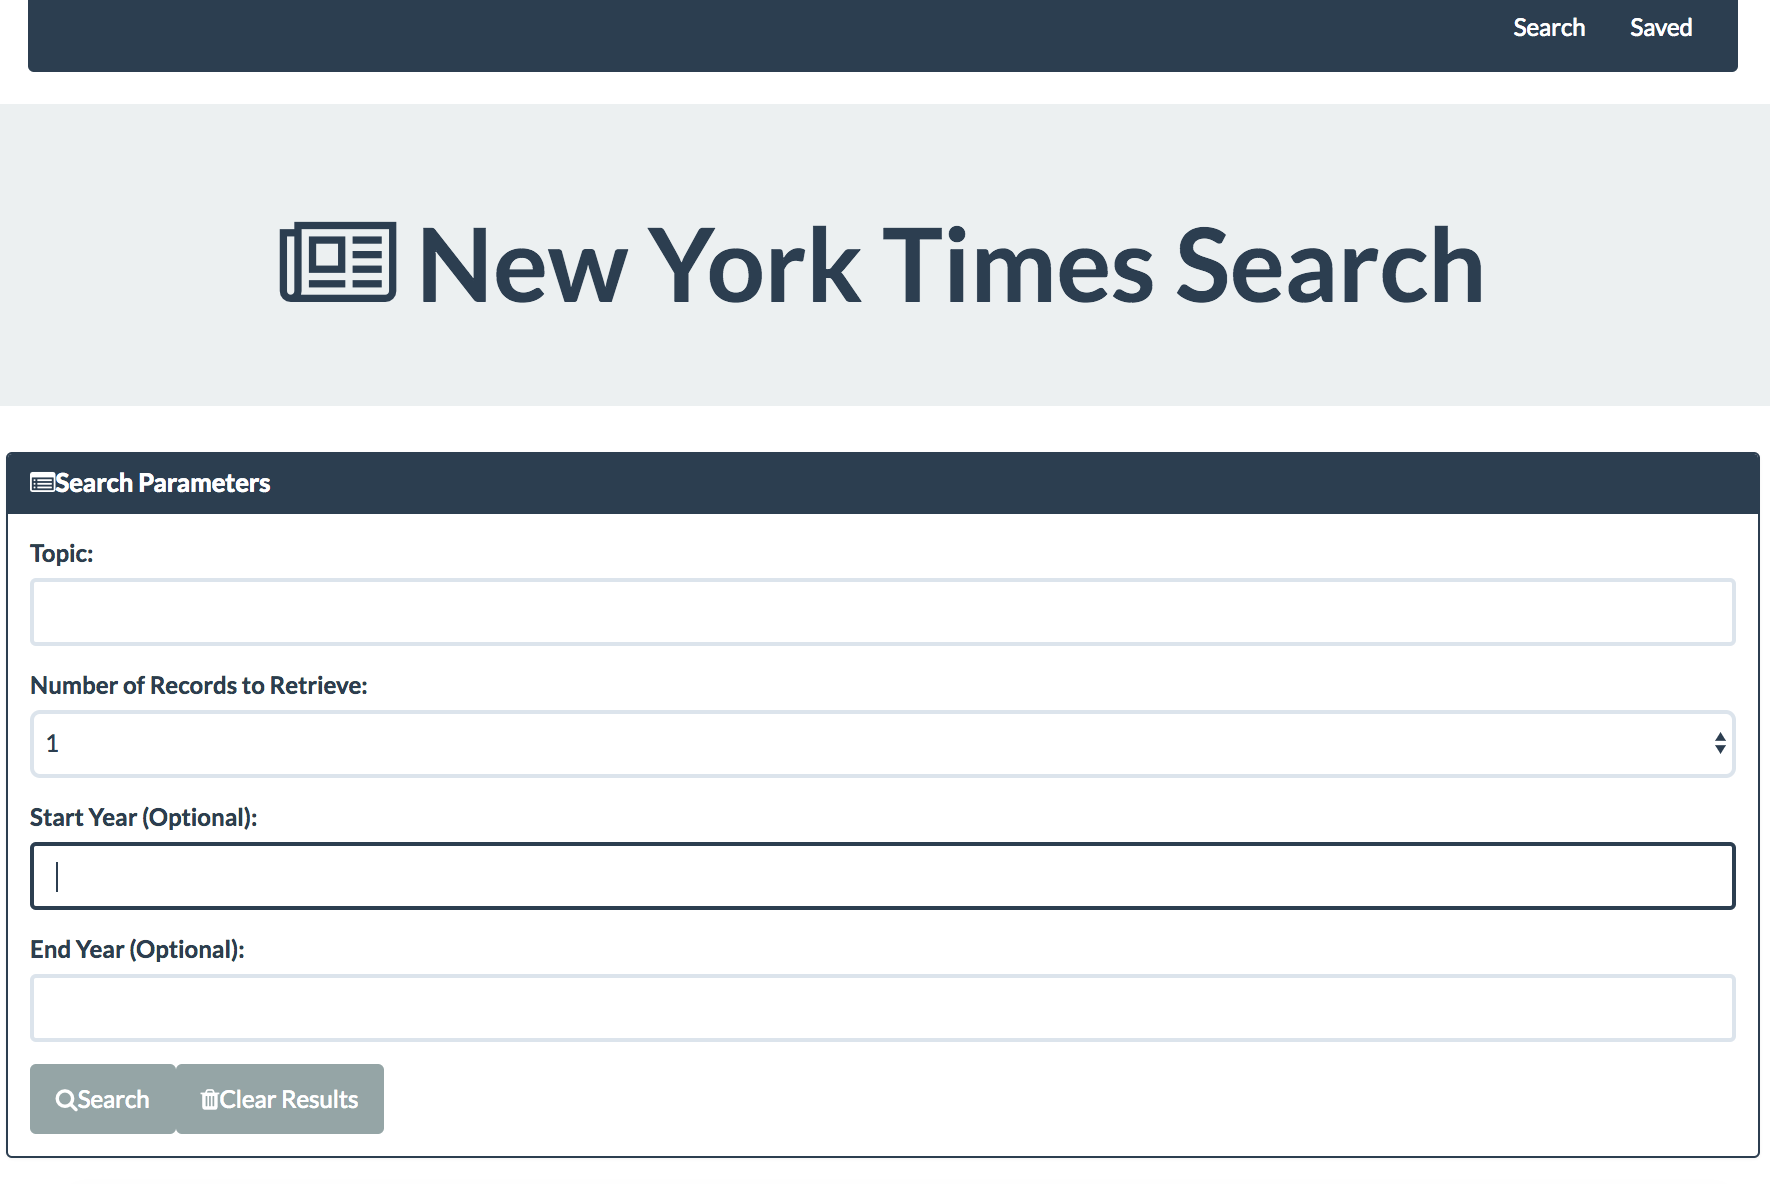 Search Saved
New York Times Search
Search Parameters
Topic:
Number of Records to Retrieve:
1
Start Year (Optional):
End Year (Optional):
Search Clear Results